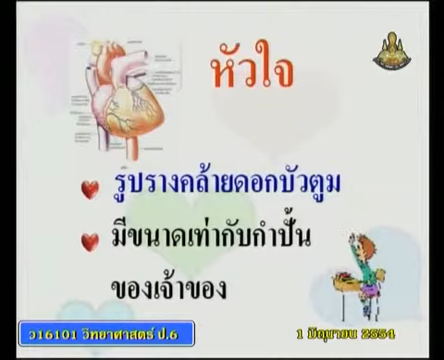 หัวใจ
รูปรางคล้ายดอกบัวตูม
มีขนาดเท่ากับกำปั้น
ของเจ้าของ
ว16101 วิทยาศาสตร์ ป.6
1 มิถุนายน 2554